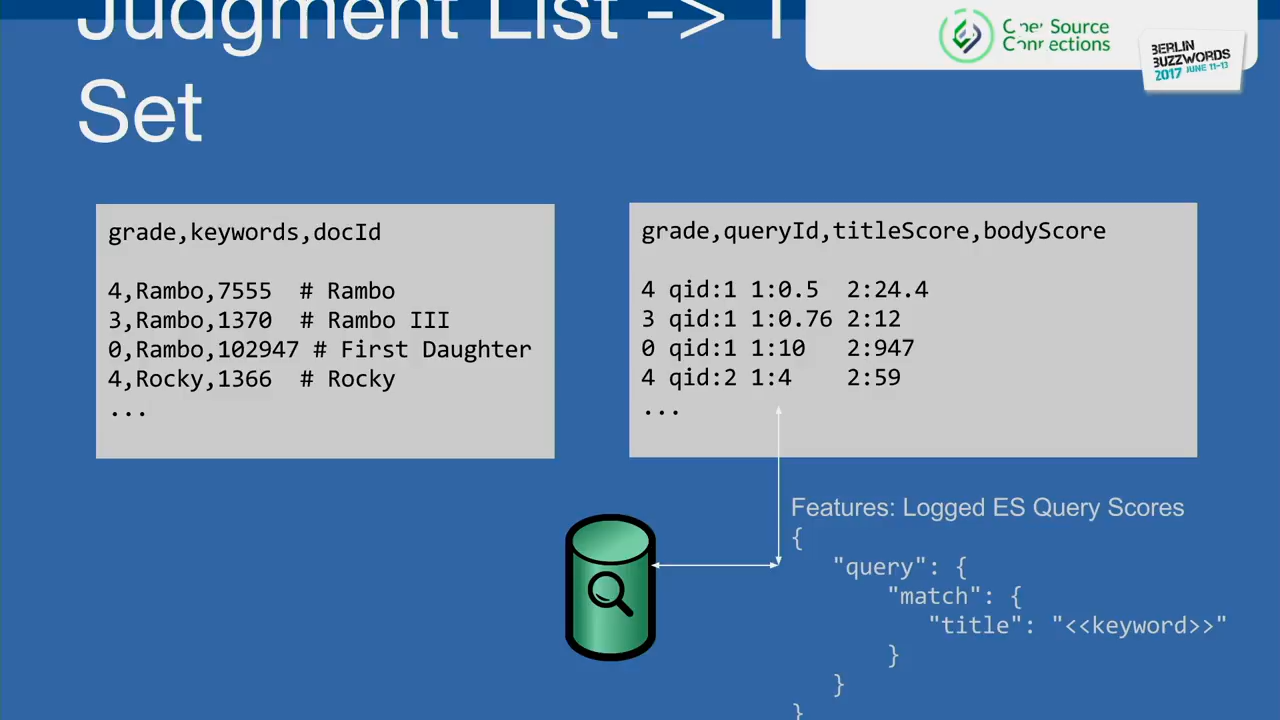 Judgment List ->
Set
Open Source
Connections
BERLIN
BUZZWORDS
2017 JUNE 11-13
grade,keywords,docId
4,Rambo,7555 # Rambo
3,Rambo,1370 # Rambo III
0,Rambo,102947 # First Daughter
4,Rocky,1366 # Rocky
...
grade,queryId,titleScore,bodyScore
4 qid:1 1:0.5 2:24.4
3 qid:1 1:0.76 2:12
0 qid:1 1:10 2:947
4 qid:2 1:4 2:59
...
Features: Logged ES Query Scores
{
"query": {
"match": {
"title": "<<keyword>>"
}
}
}